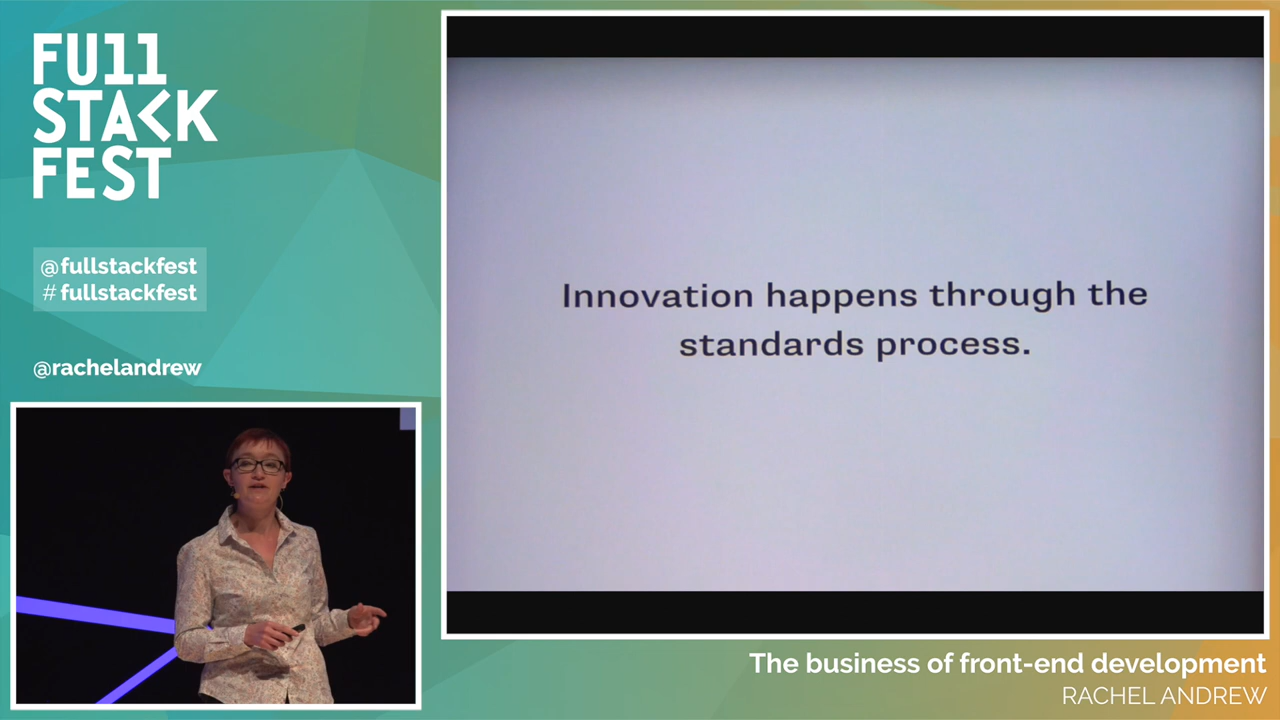 FU11
STACK
FEST
@fullstackfest
# fullstackfest
@rachelandrew
Innovation happens through the
standards process.
The business of front-end development
RACHEL ANDREW